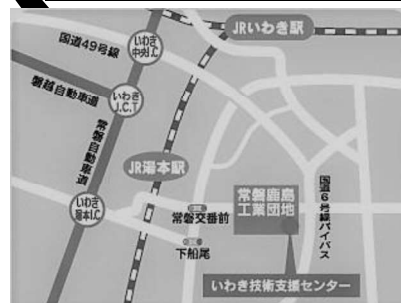 JRいわき駅
国道49号線
いわき
中央I.C
磐越自動車道
いわき
J.C.T
常磐自動車道
JR湯本駅
いわき
湯本I.C
常磐交番前
下船尾
常磐鹿島
工業団地
国道6号線バイパス
いわき技術支援センター